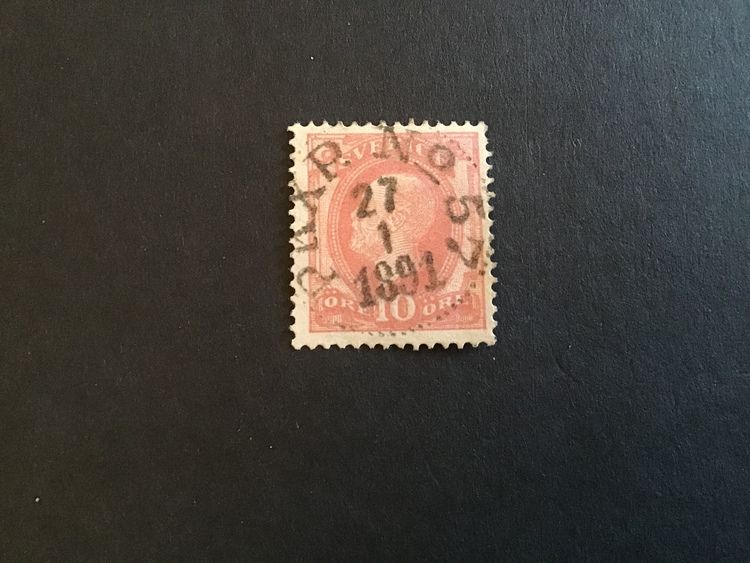 SVERIGE
PKXP. No 57
27
1
1891
ÖRE 10 ÖRE